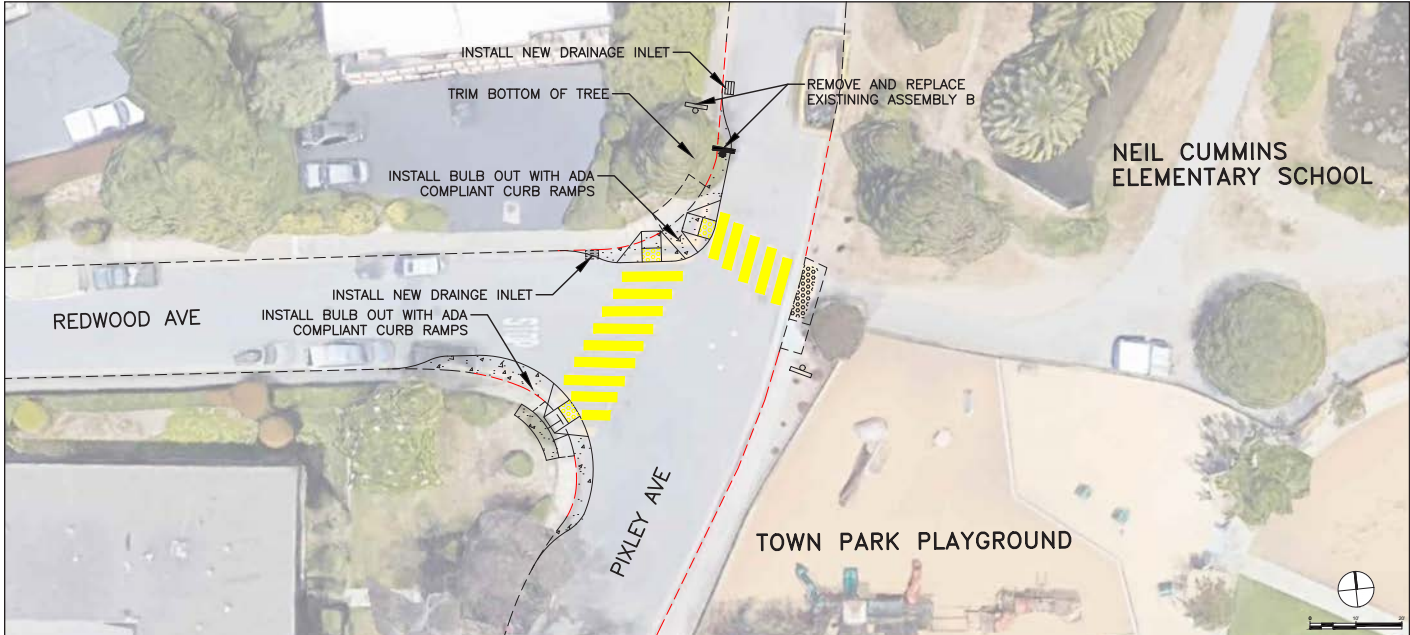 INSTALL NEW DRAINAGE INLET
TRIM BOTTOM OF TREE
REMOVE AND REPLACE
EXISTINING ASSEMBLY B
INSTALL BULB OUT WITH ADA
COMPLIANT CURB RAMPS
NEIL CUMMINS
ELEMENTARY SCHOOL
INSTALL NEW DRAINGE INLET
REDWOOD AVE
INSTALL BULB OUT WITH ADA
COMPLIANT CURB RAMPS
STOP
PIXLEY AVE
TOWN PARK PLAYGROUND